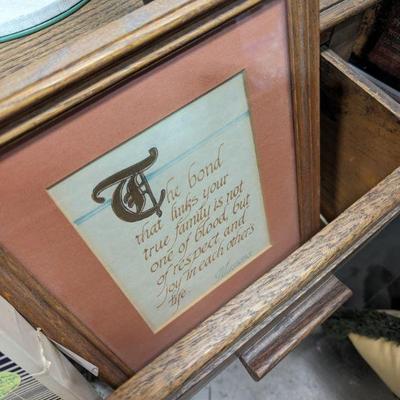 The bond
that links your
true family is not
one of blood, but
of respect and
joy in each others
life.